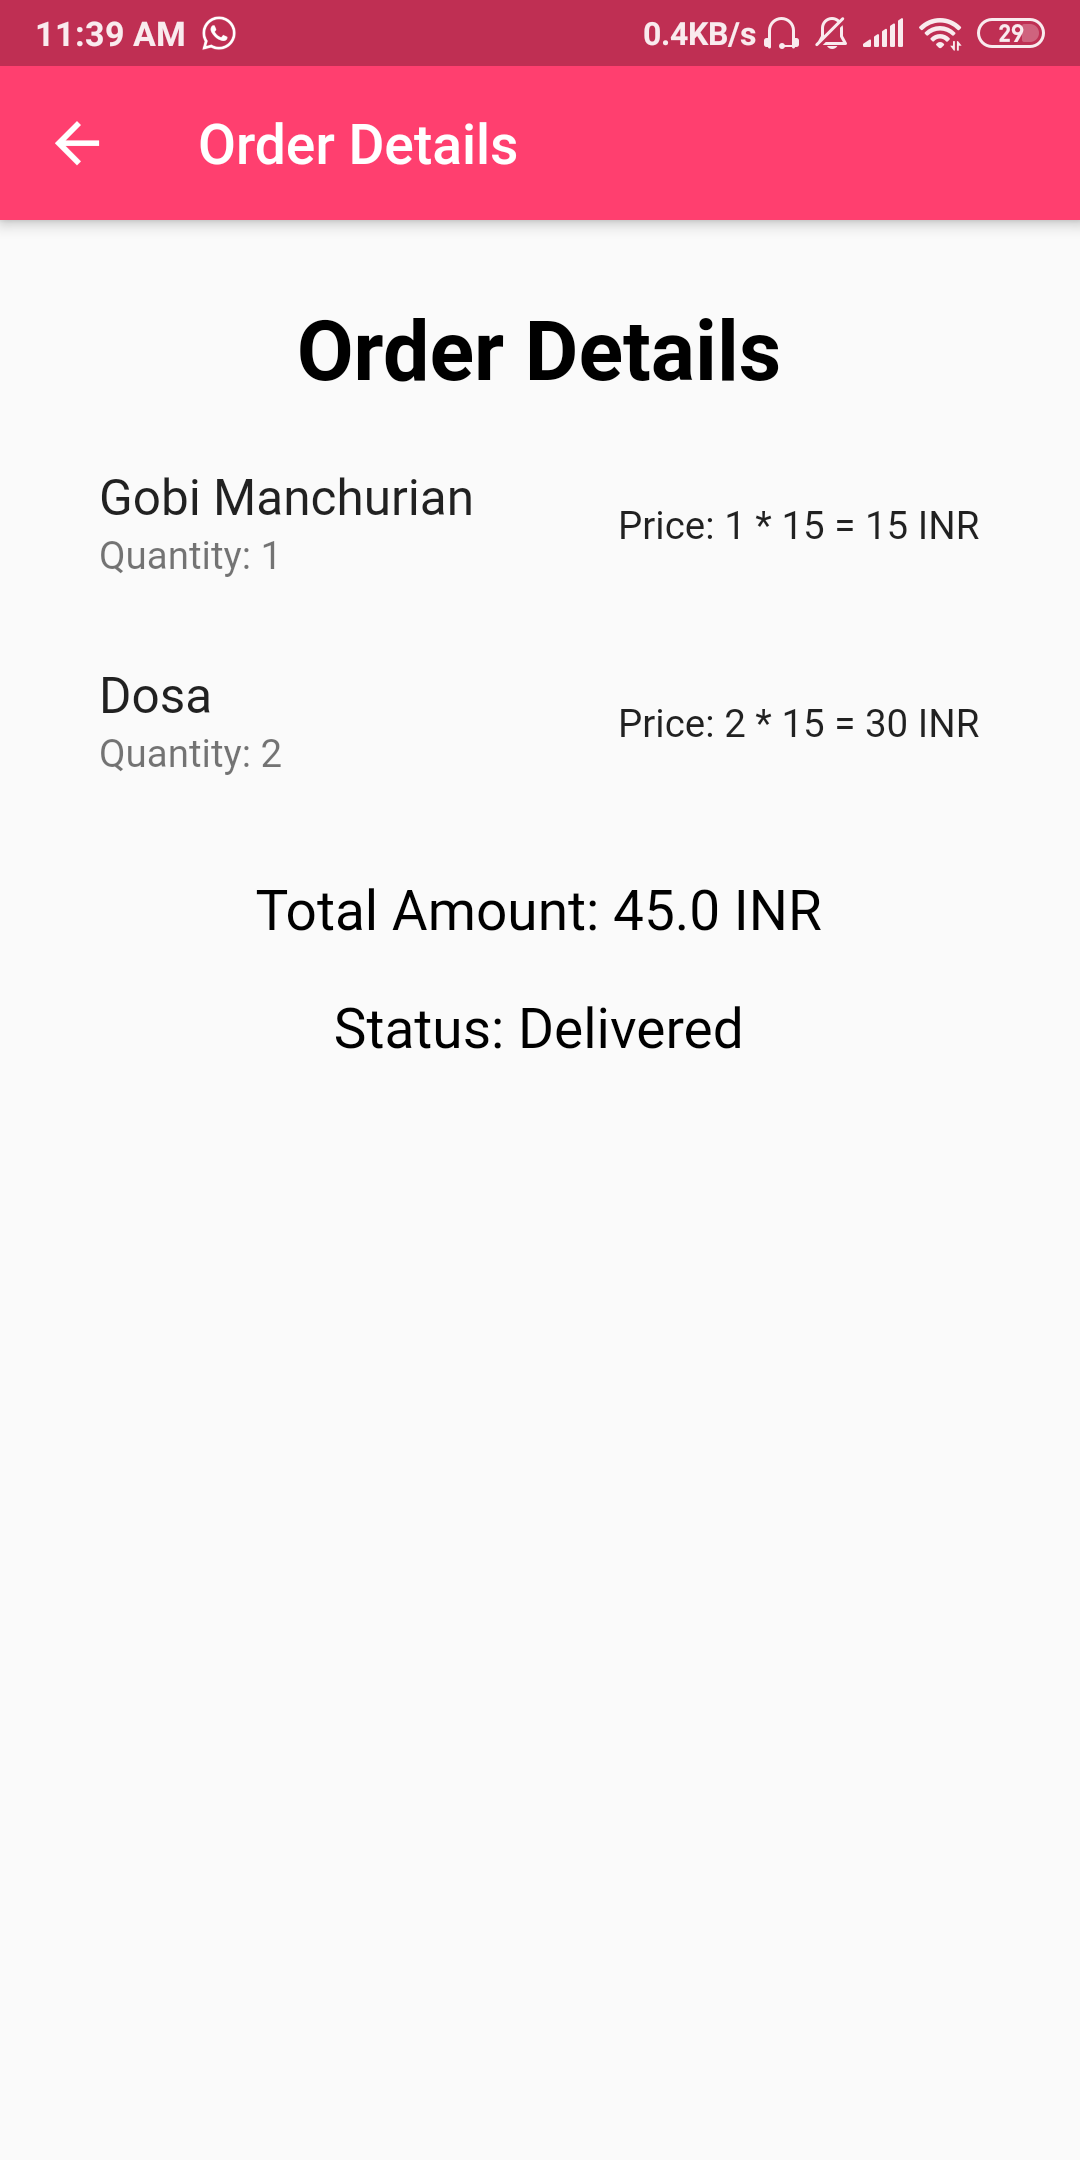 11:39 AM 0.4KB/s 29
Order Details
Order Details
Gobi Manchurian
Quantity: 1
Price: 1 * 15 = 15 INR
Dosa
Quantity: 2
Price: 2 * 15 = 30 INR
Total Amount: 45.0 INR
Status: Delivered